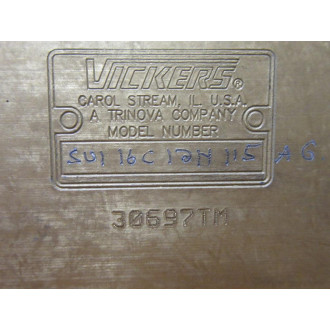 VICKERS®
CAROL STREAM, IL. U.S.A.
A TRINOVA COMPANY
MODEL NUMBER
SV1 16C 12N 115 AG
30697TM